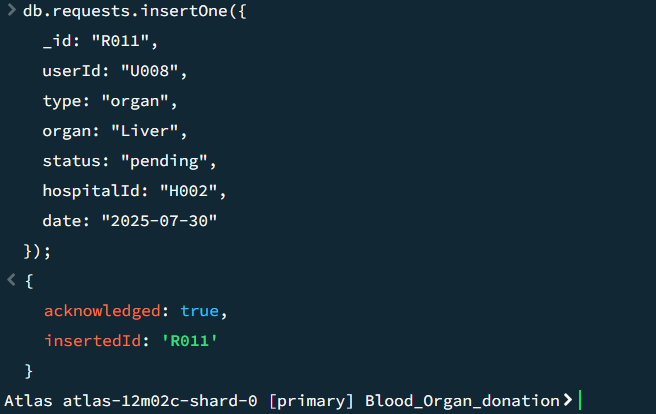 > db.requests.insertOne({
_id: "R011",
userId: "U008",
type: "organ",
organ: "Liver",
status: "pending",
hospitalId: "H002",
date: "2025-07-30"
});
< {
acknowledged: true,
insertedId: 'R011'
}
Atlas atlas-12m02c-shard-0 [primary] Blood_Organ_donation>